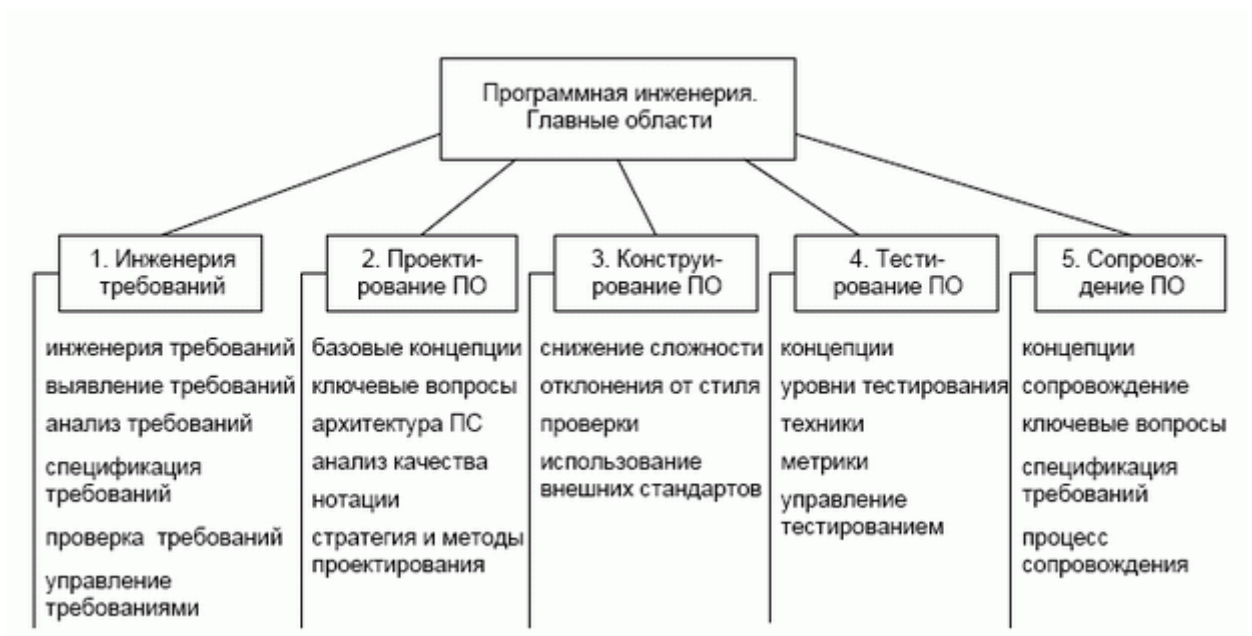 Программная инженерия.
Главные области
1. Инженерия
требований
инженерия требований
выявление требований
анализ требований
спецификация
требований
проверка требований
управление
требованиями
2. Проекти-
рование ПО
базовые концепции
ключевые вопросы
архитектура ПС
анализ качества
нотации
стратегия и методы
проектирования
3. Конструи-
рование ПО
снижение сложности
отклонения от стиля
проверки
использование
внешних стандартов
4. Тести-
рование ПО
концепции
уровни тестирования
техники
метрики
управление
тестированием
5. Сопровож-
дение ПО
концепции
сопровождение
ключевые вопросы
спецификация
требований
процесс
сопровождения